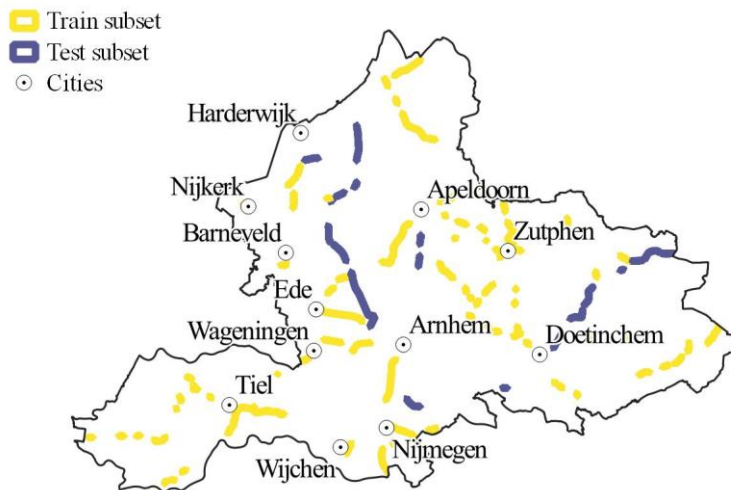 Train subset
Test subset
Cities
Harderwijk
Nijkerk
Apeldoorn
Barneveld
Zutphen
Ede
Wageningen
Arnhem
Doetinchem
Tiel
Nijmegen
Wijchen